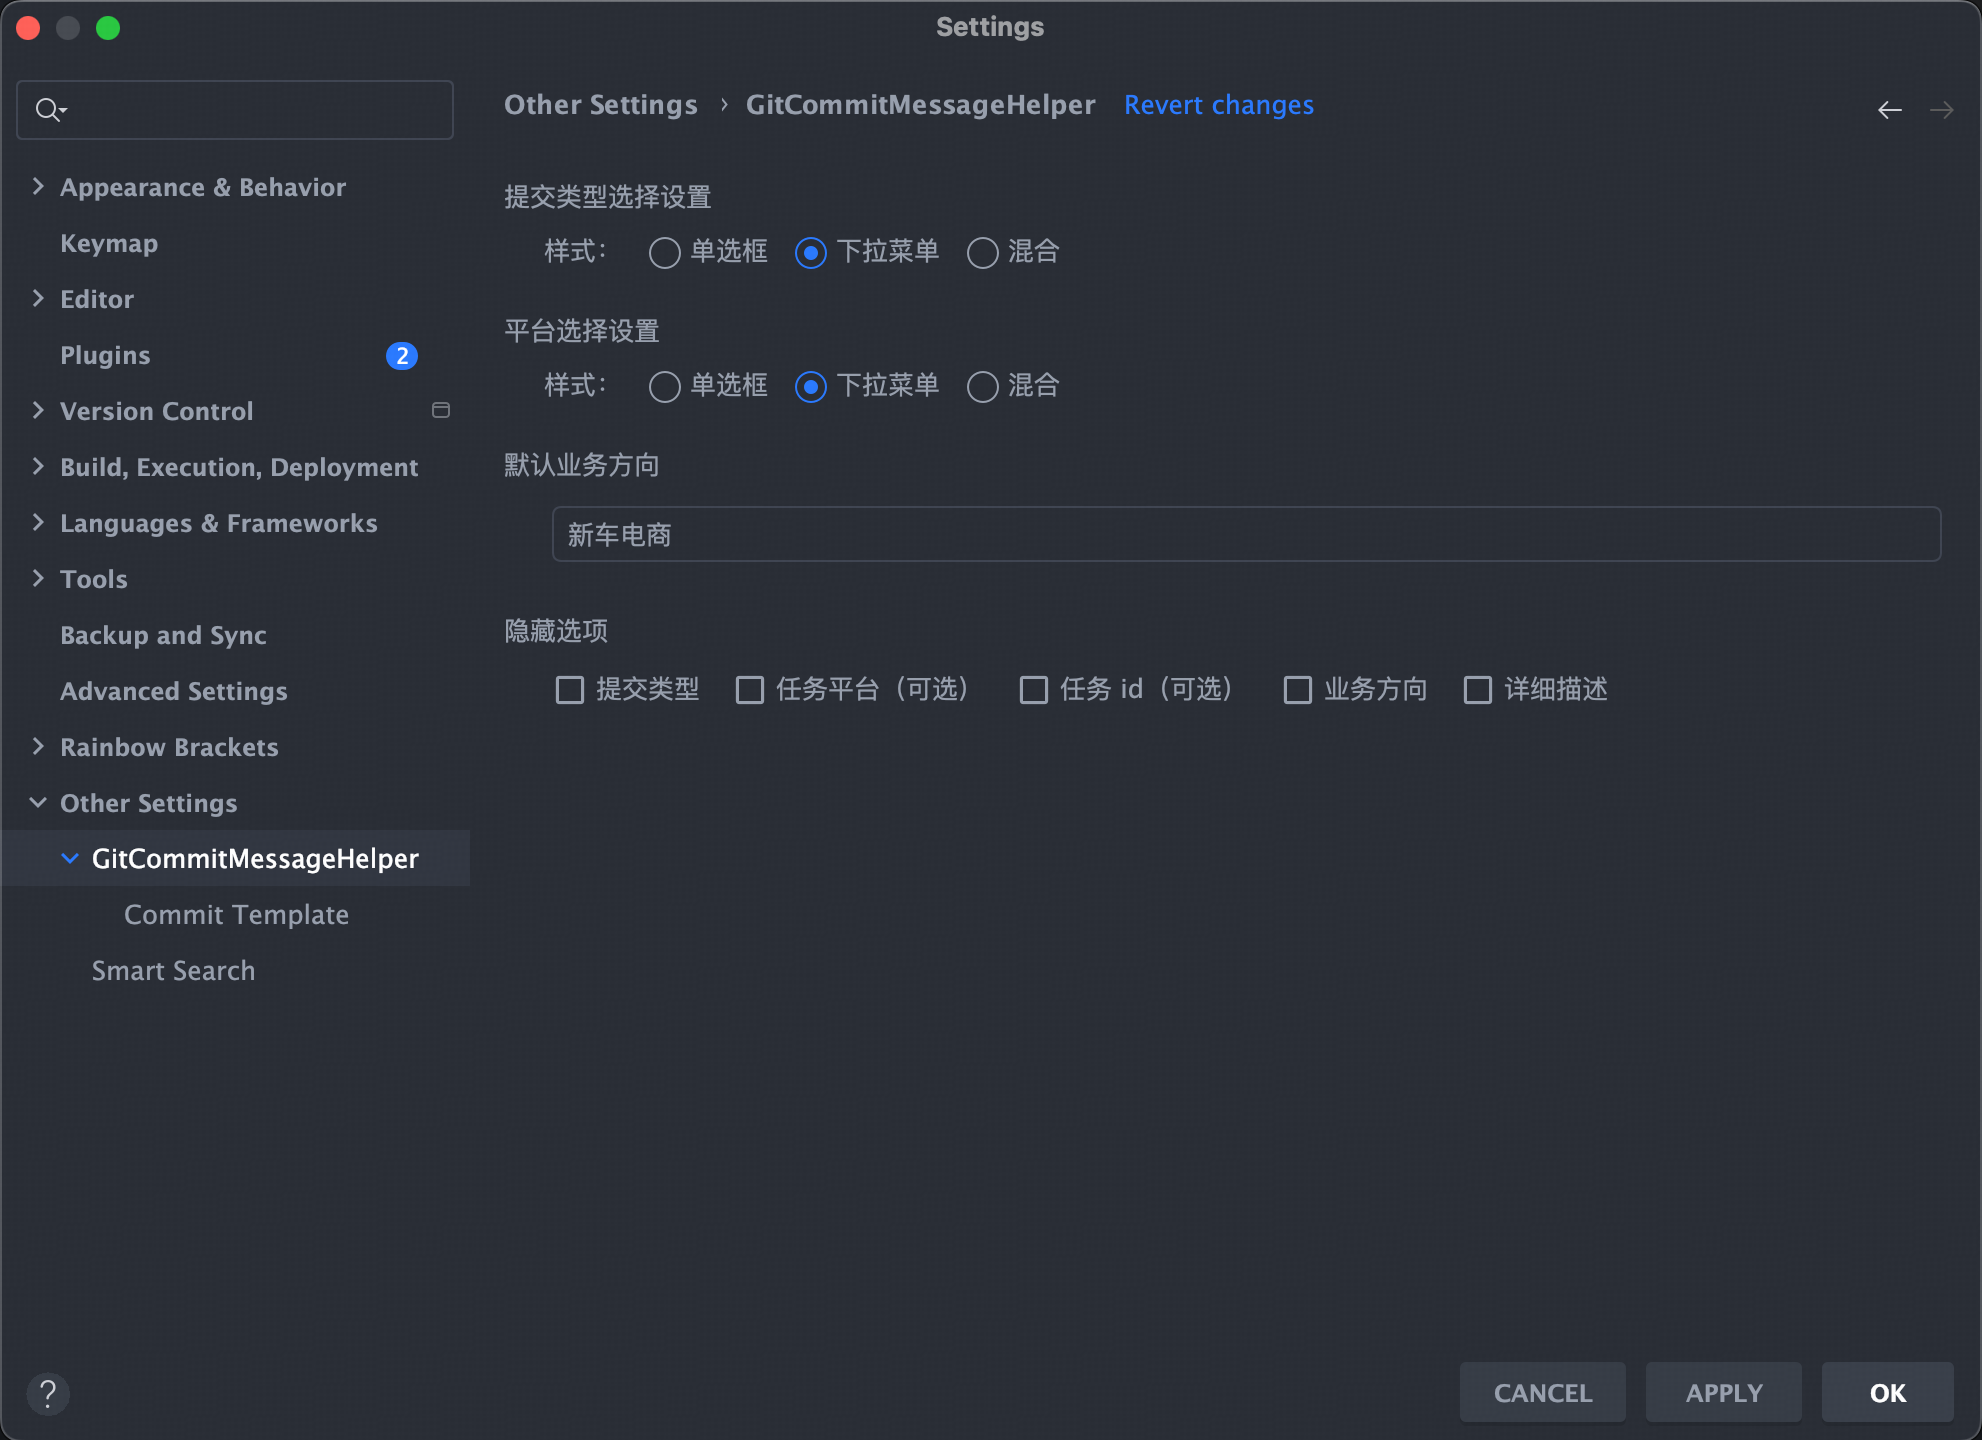 Settings
Other Settings › GitCommitMessageHelper Revert changes
Appearance & Behavior
Keymap
Editor
Plugins 2
Version Control
Build, Execution, Deployment
Languages & Frameworks
Tools
Backup and Sync
Advanced Settings
Rainbow Brackets
Other Settings
GitCommitMessageHelper
Commit Template
Smart Search
提交类型选择设置
样式： 单选框 下拉菜单 混合
平台选择设置
样式： 单选框 下拉菜单 混合
默认业务方向
新车电商
隐藏选项
提交类型 任务平台（可选） 任务 id（可选） 业务方向 详细描述
?
CANCEL APPLY OK